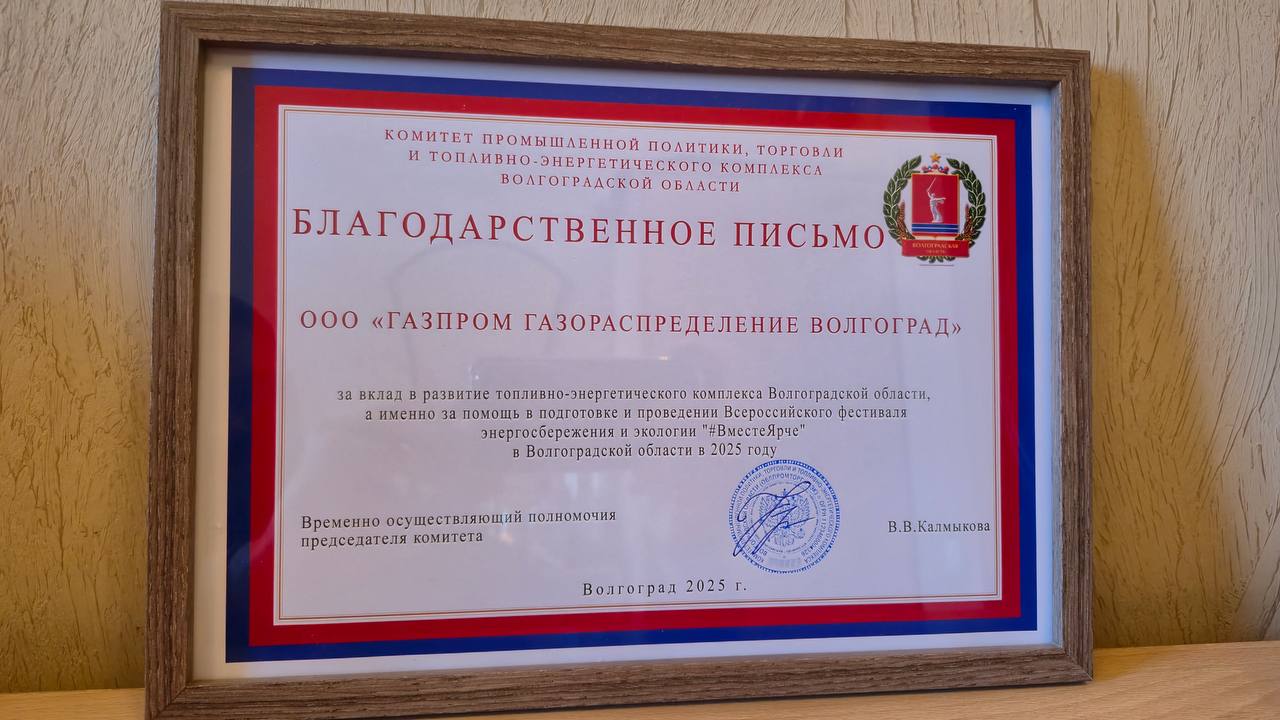 КОМИТЕТ ПРОМЫШЛЕННОЙ ПОЛИТИКИ, ТОРГОВЛИ
И ТОПЛИВНО-ЭНЕРГЕТИЧЕСКОГО КОМПЛЕКСА
ВОЛГОГРАДСКОЙ ОБЛАСТИ
БЛАГОДАРСТВЕННОЕ ПИСЬМО
ВОЛГОГРАДСКАЯ
ОБЛАСТЬ
ООО «ГАЗПРОМ ГАЗОРАСПРЕДЕЛЕНИЕ ВОЛГОГРАД»
за вклад в развитие топливно-энергетического комплекса Волгоградской области,
а именно за помощь в подготовке и проведении Всероссийского фестиваля
энергосбережения и экологии "#ВместеЯрче"
в Волгоградской области в 2025 году
Временно осуществляющий полномочия
председателя комитета
В.В.Калмыкова
Волгоград 2025 г.